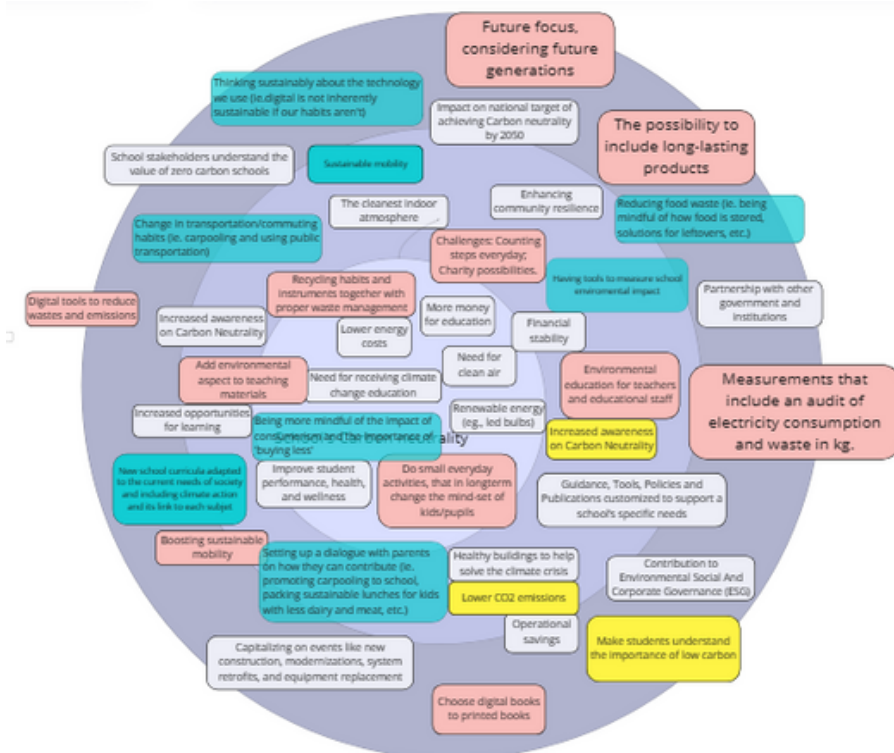 Future focus,
considering future
generations
Thinking sustainably about the technology
we use (ie.digital is not inherently
sustainable if our habits aren't)
Impact on national target of
achieving Carbon neutrality
by 2050
The possibility to
include long-lasting
products
School stakeholders understand the
value of zero carbon schools
Sustainable mobility
The cleanest indoor
atmosphere
Enhancing
community resilience
Reducing food waste (ie. being
mindful of how food is stored,
solutions for leftovers, etc.)
Change in transportation/commuting
habits (ie. carpooling and using public
transportation)
Challenges: Counting
steps everyday;
Charity possibilities.
Recycling habits and
instruments together with
proper waste management
Having tools to measure school
enviromental impact
Partnership with other
government and
institutions
Digital tools to reduce
wastes and emissions
Increased awareness
on Carbon Neutrality
Lower energy
costs
More money
for education
Financial
stability
Need for
clean air
Add environmental
aspect to teaching
materials
Need for receiving climate
change education
Environmental
education for teachers
and educational staff
Measurements that
include an audit of
electricity consumption
and waste in kg.
Increased opportunities
for learning
Being more mindful of the impact of
consumerism and the importance of
'buying less'
Renewable energy
(eg., led bulbs)
Increased awareness
on Carbon Neutrality
New school curricula adapted
to the current needs of society
and including climate action
and its link to each subjet
Improve student
performance, health,
and wellness
Do small everyday
activities, that in longterm
change the mind-set of
kids/pupils
Guidance, Tools, Policies and
Publications customized to support a
school's specific needs
Boosting sustainable
mobility
Setting up a dialogue with parents
on how they can contribute (ie.
promoting carpooling to school,
packing sustainable lunches for kids
with less dairy and meat, etc.)
Healthy buildings to help
solve the climate crisis
Lower CO2 emissions
Contribution to
Environmental Social And
Corporate Governance (ESG)
Operational
savings
Make students understand
the importance of low carbon
Capitalizing on events like new
construction, modernizations, system
retrofits, and equipment replacement
Choose digital books
to printed books